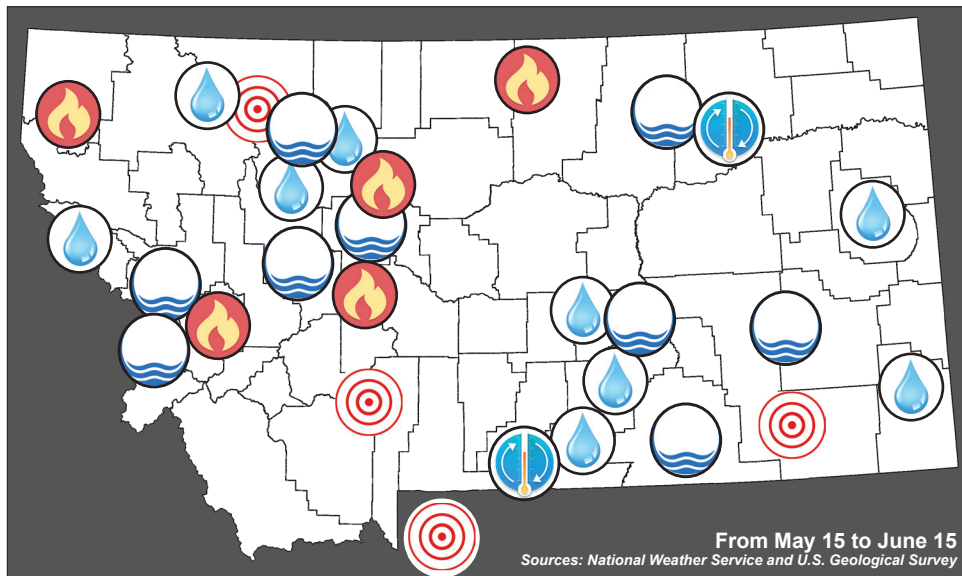 From May 15 to June 15
Sources: National Weather Service and U.S. Geological Survey